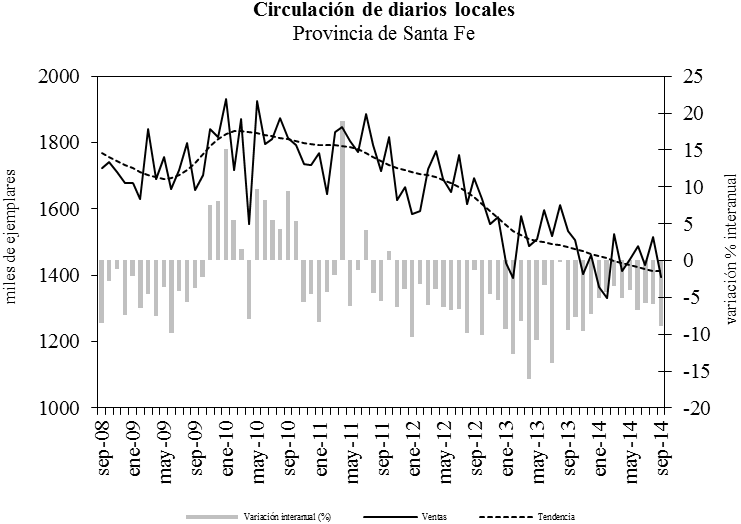 Circulación de diarios locales
Provincia de Santa Fe
2000
1800
1600
1400
1200
1000
miles de ejemplares
25
20
15
10
5
0
-5
-10
-15
-20
variación % interanual
sep-08
ene-09
may-09
sep-09
ene-10
may-10
sep-10
ene-11
may-11
sep-11
ene-12
may-12
sep-12
ene-13
may-13
sep-13
ene-14
may-14
sep-14
Variación interanual (%)
Ventas
Tendencia